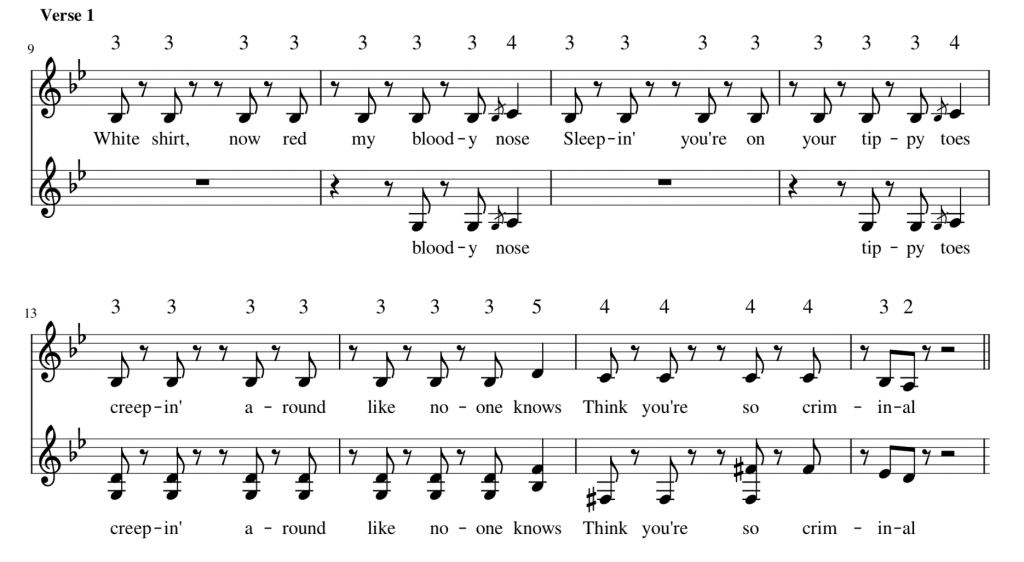 Verse 1
9
3 3 3 3 3 3 3 4 3 3 3 3 3 3 3 4
White shirt, now red my blood-y nose Sleep-in' you're on your tip-py toes
blood-y nose tip-py toes
13
3 3 3 3 3 3 3 5 4 4 4 4 3 2
creep-in' a-round like no-one knows Think you're so crim-in-al
creep-in' a-round like no-one knows Think you're so crim-in-al